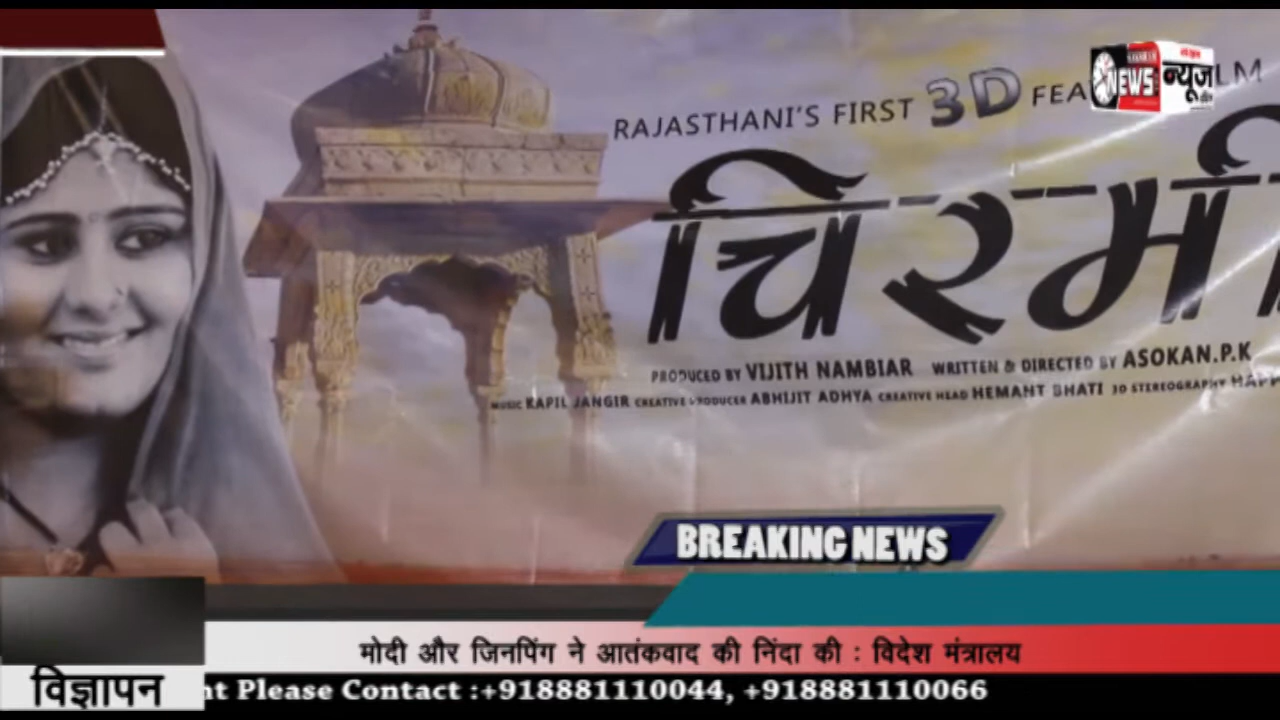 RAJASTHANI'S FIRST 3D FEA LM
NEWS न्यूज़
चिरमी
PRODUCED BY VIJITH NAMBIAR WRITTEN & DIRECTED BY ASOKAN.P.K
MUSIC KAPIL JANGIR CREATIVE PRODUCER ABHIJIT ADHYA CREATIVE HEAD HEMANT BHATI 3D STEREOGRAPHY HAPP
BREAKING NEWS
मोदी और जिनपिंग ने आतंकवाद की निंदा की : विदेश मंत्रालय
विज्ञापन nt Please Contact :+918881110044, +918881110066